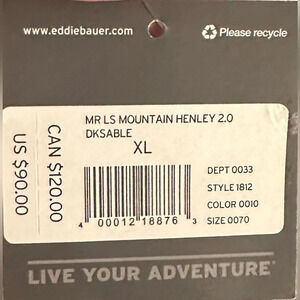 www.eddiebauer.com
Please recycle
MR LS MOUNTAIN HENLEY 2.0
DKSABLE
XL
CAN $120.00
US $90.00
DEPT 0033
STYLE 1812
COLOR 0010
SIZE 0070
4 00012 18876 3
LIVE YOUR ADVENTURE